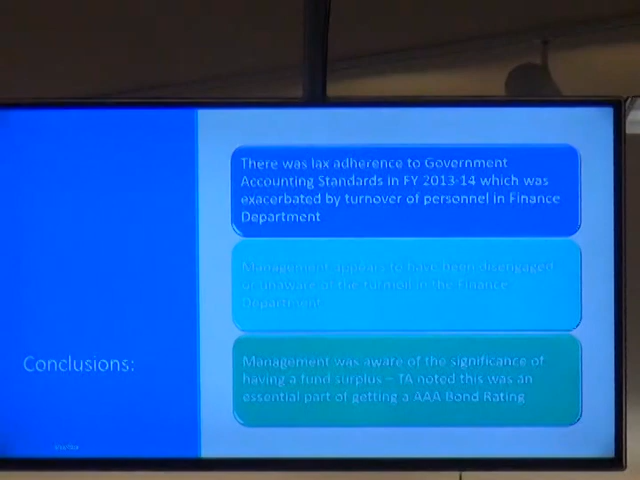 There was lax adherence to Government
Accounting Standards in FY 2013-14 which was
exacerbated by turnover of personnel in Finance
Department
Management appears to have been disengaged
or unaware of the turmoil in the Finance
Department
Conclusions:
Management was aware of the significance of
having a fund surplus – TA noted this was an
essential part of getting a AAA Bond Rating